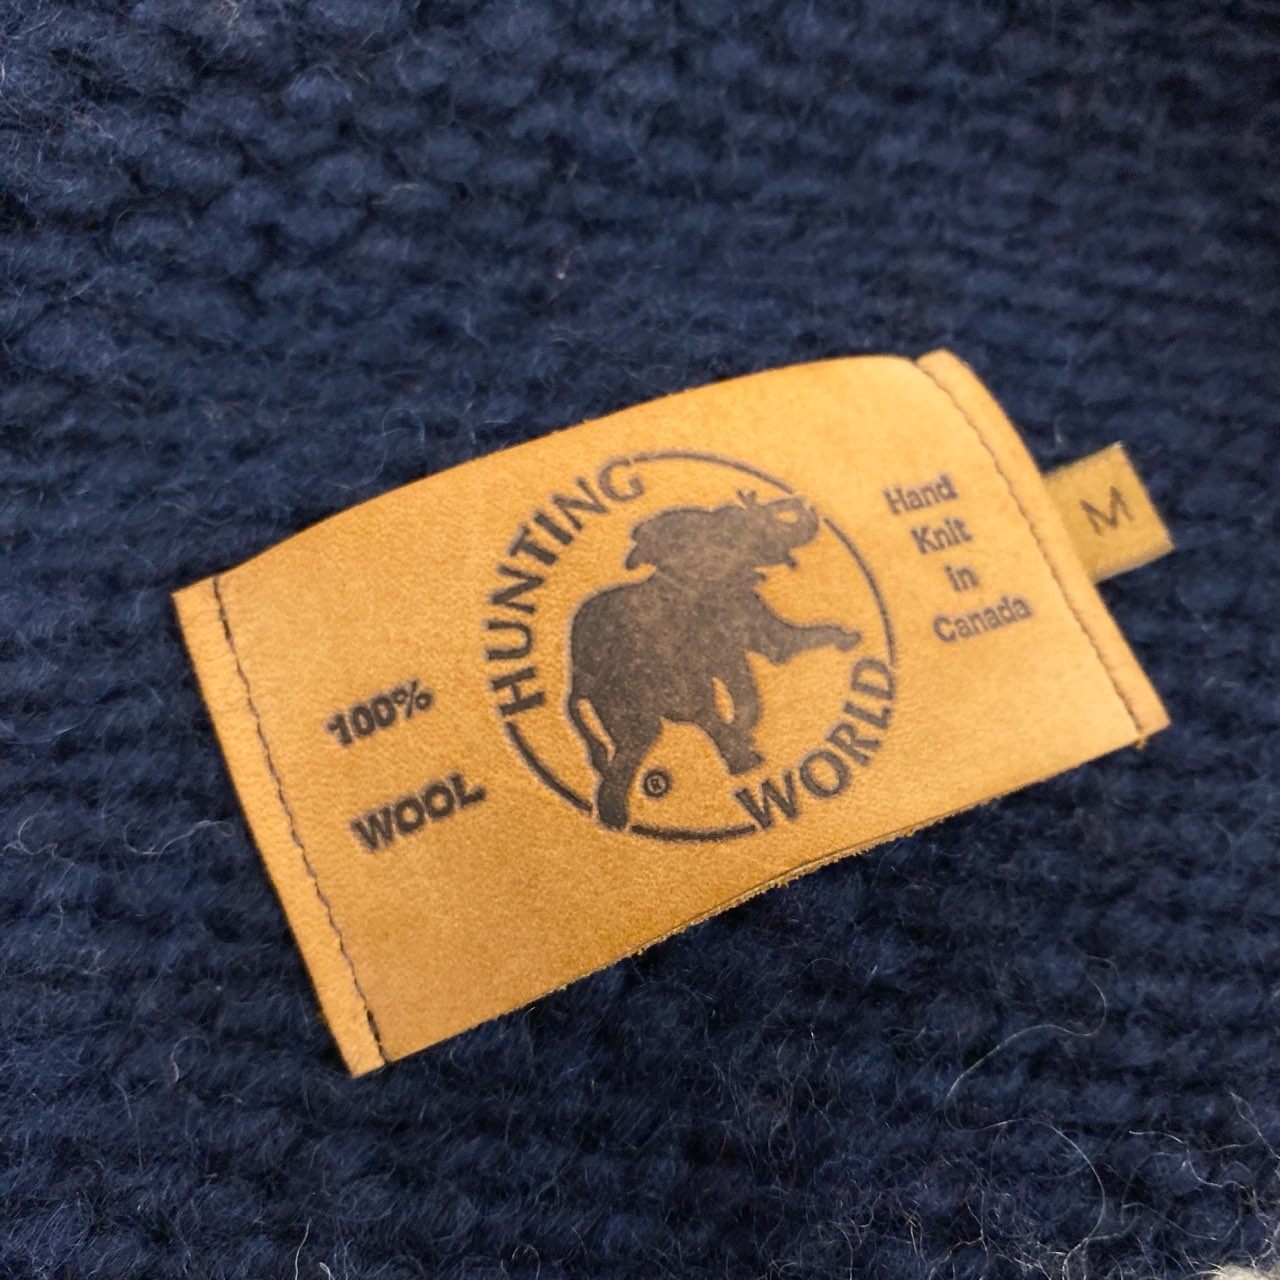 100%
WOOL
HUNTING
WORLD
®
Hand
Knit
in
Canada
M